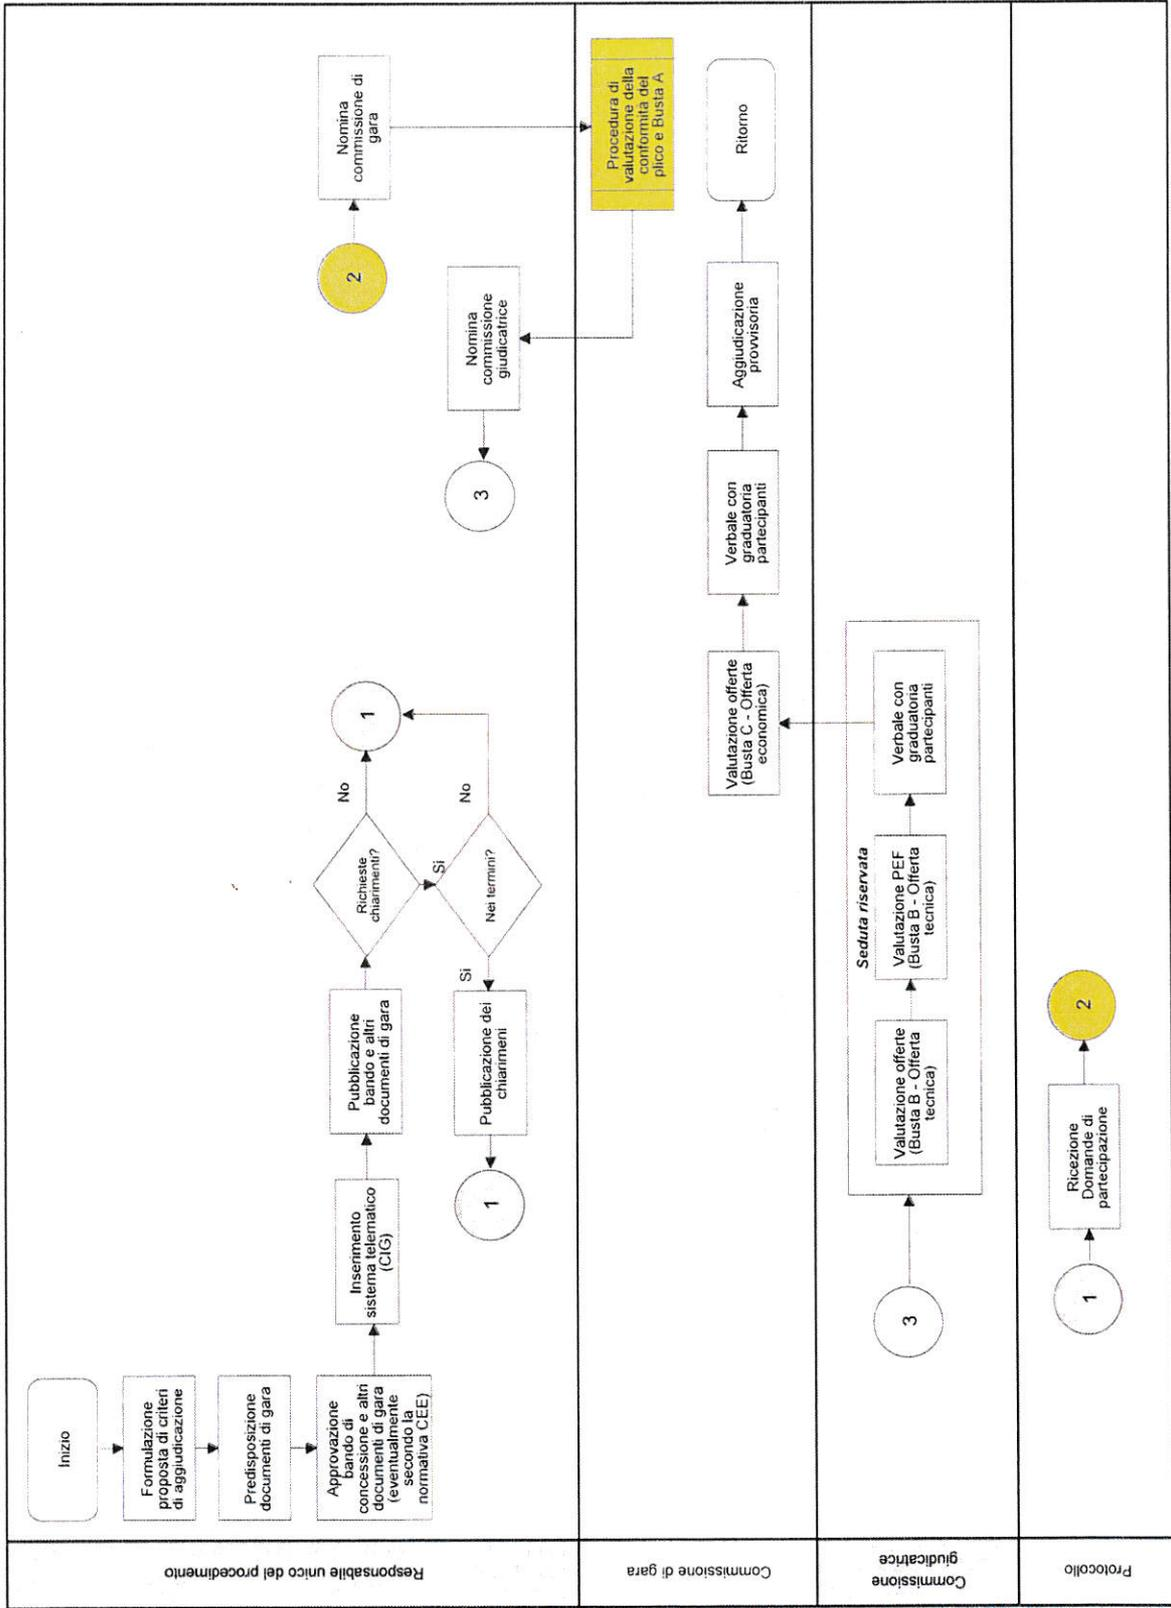 Responsabile unico del procedimento
Inizio
Formulazione
proposta di criteri
di aggiudicazione
Predisposizione
documenti di gara
Approvazione
bando di
concessione e altri
documenti di gara
(eventualmente
secondo la
normativa CEE)
Inserimento
sistema telematico
(CIG)
Pubblicazione
bando e altri
documenti di gara
Richieste
chiarimenti?
No
1
Si
Nei termini?
No
Si
Pubblicazione dei
chiarimeni
1
2
Nomina
commissione di
gara
Nomina
commissione
giudicatrice
3
Commissione di gara
Procedura di
valutazione della
conformità del
plico e Busta A
Valutazione offerte
(Busta C - Offerta
economica)
Verbale con
graduatoria
partecipanti
Aggiudicazione
provvisoria
Ritorno
Commissione
giudicatrice
3
Seduta riservata
Valutazione offerte
(Busta B - Offerta
tecnica)
Valutazione PEF
(Busta B - Offerta
tecnica)
Verbale con
graduatoria
partecipanti
Protocollo
1
Ricezione
Domande di
partecipazione
2